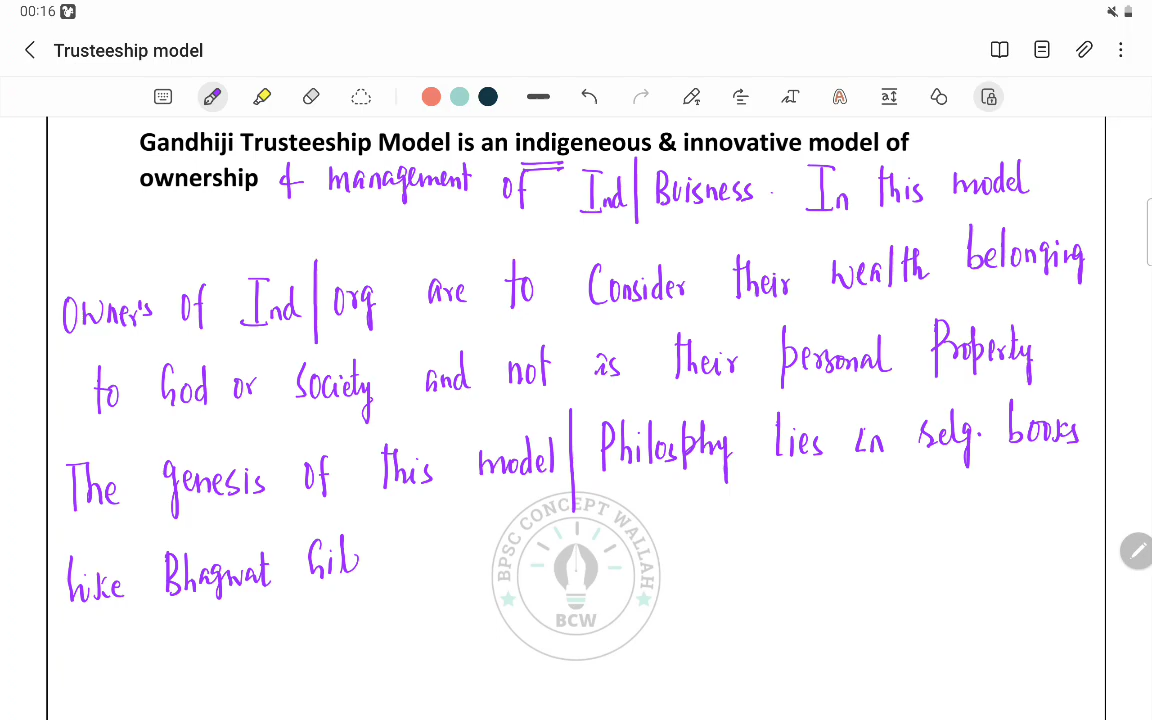 00:16
Trusteeship model
Gandhiji Trusteeship Model is an indigeneous & innovative model of
ownership & management of Ind/Buisness. In this model
Owner's of Ind/org are to Consider their wealth belonging
to God or society and not is their personal Property
The genesis of this model/Philosphy lies in relg. books
like Bhagwat Git
BPSC CONCEPT WALLAH
BCW